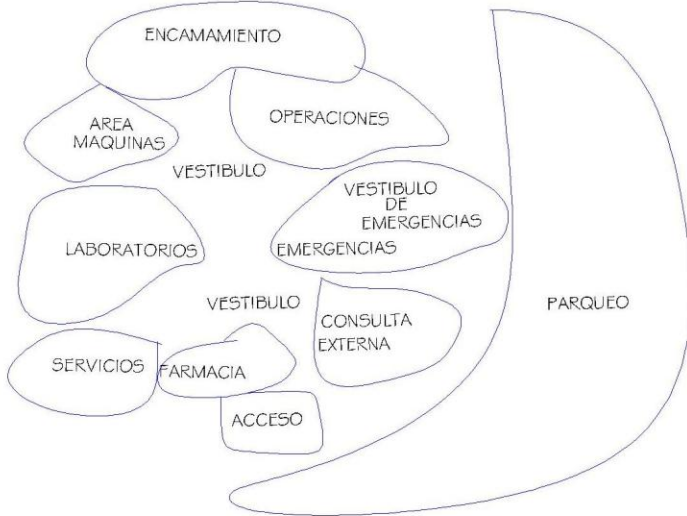 ENCAMAMIENTO
OPERACIONES
AREA
MAQUINAS
VESTIBULO
VESTIBULO
DE
EMERGENCIAS
EMERGENCIAS
LABORATORIOS
VESTIBULO
PARQUEO
CONSULTA
EXTERNA
SERVICIOS
FARMACIA
ACCESO